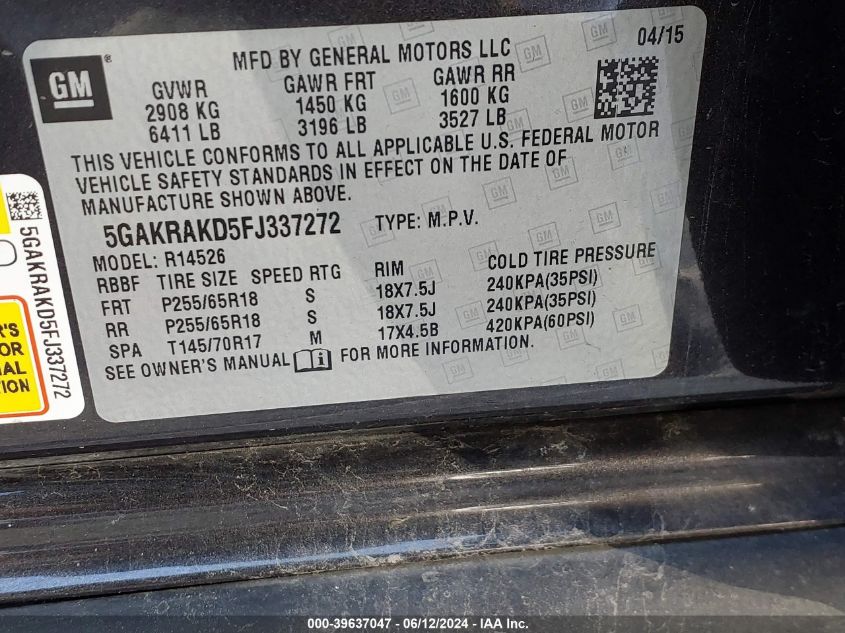 MFD BY GENERAL MOTORS LLC 04/15
GM ®
GVWR GAWR FRT GAWR RR
2908 KG 1450 KG 1600 KG
6411 LB 3196 LB 3527 LB
THIS VEHICLE CONFORMS TO ALL APPLICABLE U.S. FEDERAL MOTOR
VEHICLE SAFETY STANDARDS IN EFFECT ON THE DATE OF
MANUFACTURE SHOWN ABOVE.
5GAKRAKD5FJ337272 TYPE: M.P.V.
MODEL: R14526
RBBF TIRE SIZE SPEED RTG RIM COLD TIRE PRESSURE
FRT P255/65R18 S 18X7.5J 240KPA(35PSI)
RR P255/65R18 S 18X7.5J 240KPA(35PSI)
SPA T145/70R17 M 17X4.5B 420KPA(60PSI)
SEE OWNER'S MANUAL i FOR MORE INFORMATION.
5GAKRAKD5FJ337272
000-39637047 - 06/12/2024 - IAA Inc.